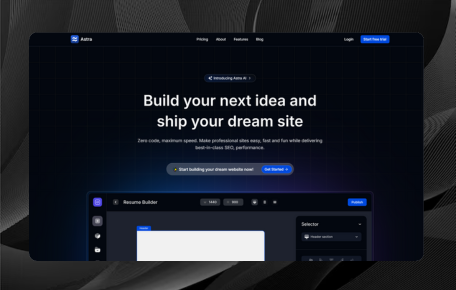 Astra
Pricing About Features Blog
Login
Start free trial
Introducing Astra AI
Build your next idea and
ship your dream site
Zero code, maximum speed. Make professional sites easy, fast and fun while delivering
best-in-class SEO, performance.
Start building your dream website now!
Get Started
Resume Builder
1440
Publish
Selector
Header section